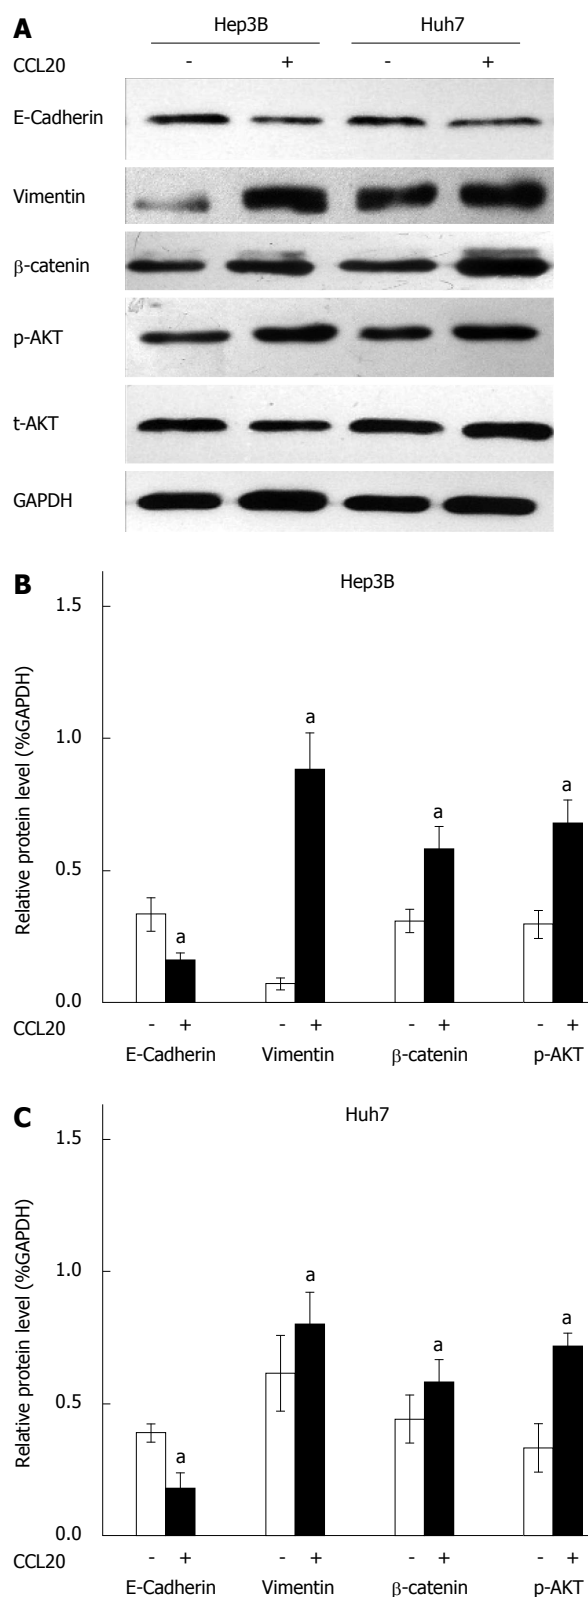 A
Hep3B Huh7
CCL20 - + - +
E-Cadherin
Vimentin
β-catenin
p-AKT
t-AKT
GAPDH
B
Hep3B
Relative protein level (%GAPDH)
1.5
1.0
0.5
0.0
a
a
a
a
CCL20 - + - + - + - +
E-Cadherin Vimentin β-catenin p-AKT
C
Huh7
Relative protein level (%GAPDH)
1.5
1.0
0.5
0.0
a
a
a
a
CCL20 - + - + - + - +
E-Cadherin Vimentin β-catenin p-AKT